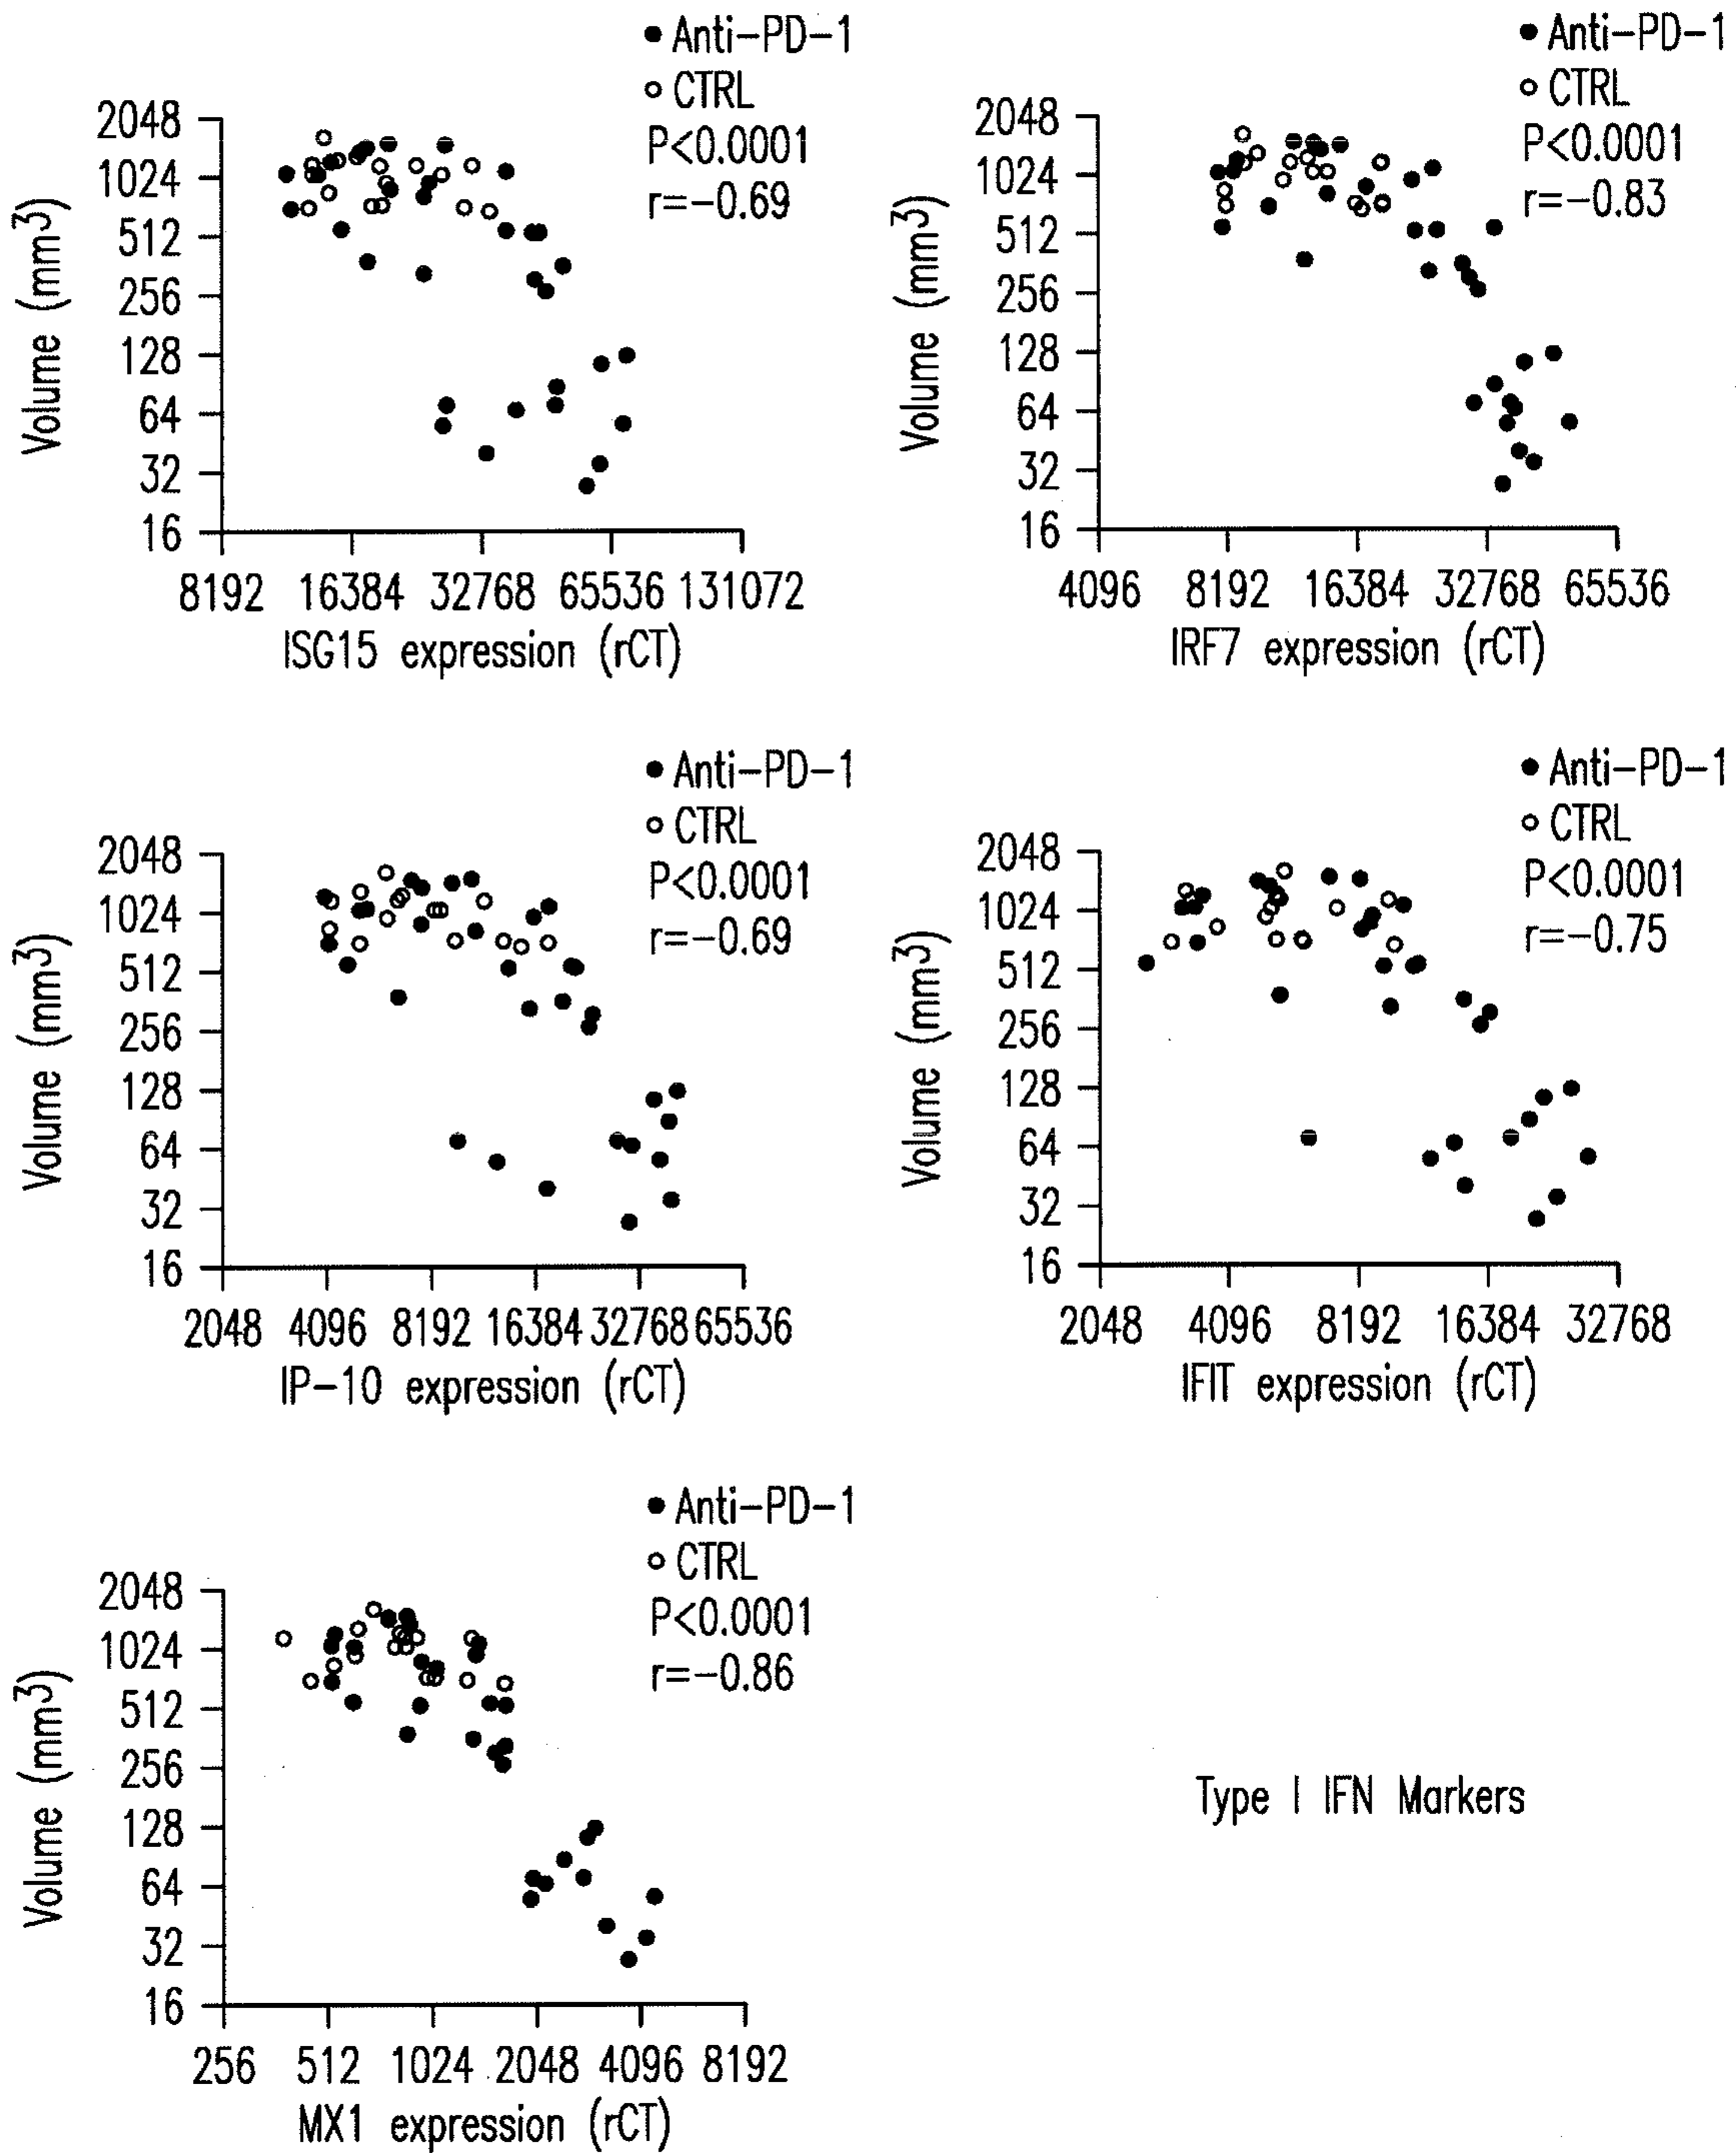 Anti-PD-1
CTRL
P<0.0001
r=-0.69
2048
1024
512
256
128
64
32
16
Volume (mm3)
8192 16384 32768 65536 131072
ISG15 expression (rCT)
Anti-PD-1
CTRL
P<0.0001
r=-0.83
2048
1024
512
256
128
64
32
16
Volume (mm3)
4096 8192 16384 32768 65536
IRF7 expression (rCT)
Anti-PD-1
CTRL
P<0.0001
r=-0.69
2048
1024
512
256
128
64
32
16
Volume (mm3)
2048 4096 8192 16384 32768 65536
IP-10 expression (rCT)
Anti-PD-1
CTRL
P<0.0001
r=-0.75
2048
1024
512
256
128
64
32
16
Volume (mm3)
2048 4096 8192 16384 32768
IFIT expression (rCT)
Anti-PD-1
CTRL
P<0.0001
r=-0.86
2048
1024
512
256
128
64
32
16
Volume (mm3)
256 512 1024 2048 4096 8192
MX1 expression (rCT)
Type I IFN Markers